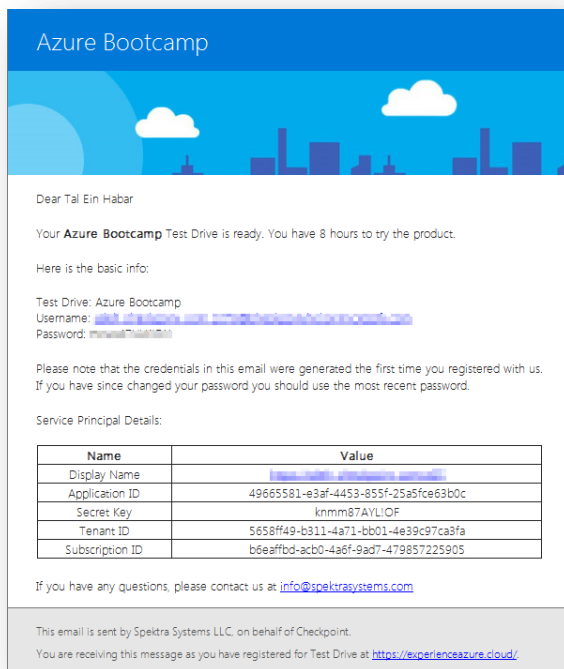 Azure Bootcamp
Dear Tal Ein Habar
Your Azure Bootcamp Test Drive is ready. You have 8 hours to try the product.
Here is the basic info:
Test Drive: Azure Bootcamp
Username:
Password:
Please note that the credentials in this email were generated the first time you registered with us.
If you have since changed your password you should use the most recent password.
Service Principal Details:
Name Value
Display Name
Application ID 49665581-e3af-4453-855f-25a5fce63b0c
Secret Key knmm87AYL!OF
Tenant ID 5658ff49-b311-4a71-bb01-4e39c97ca3fa
Subscription ID b6eaffbd-acb0-4a6f-9ad7-479857225905
If you have any questions, please contact us at info@spektrasystems.com
This email is sent by Spektra Systems LLC, on behalf of Checkpoint.
You are receiving this message as you have registered for Test Drive at https://experienceazure.cloud/.